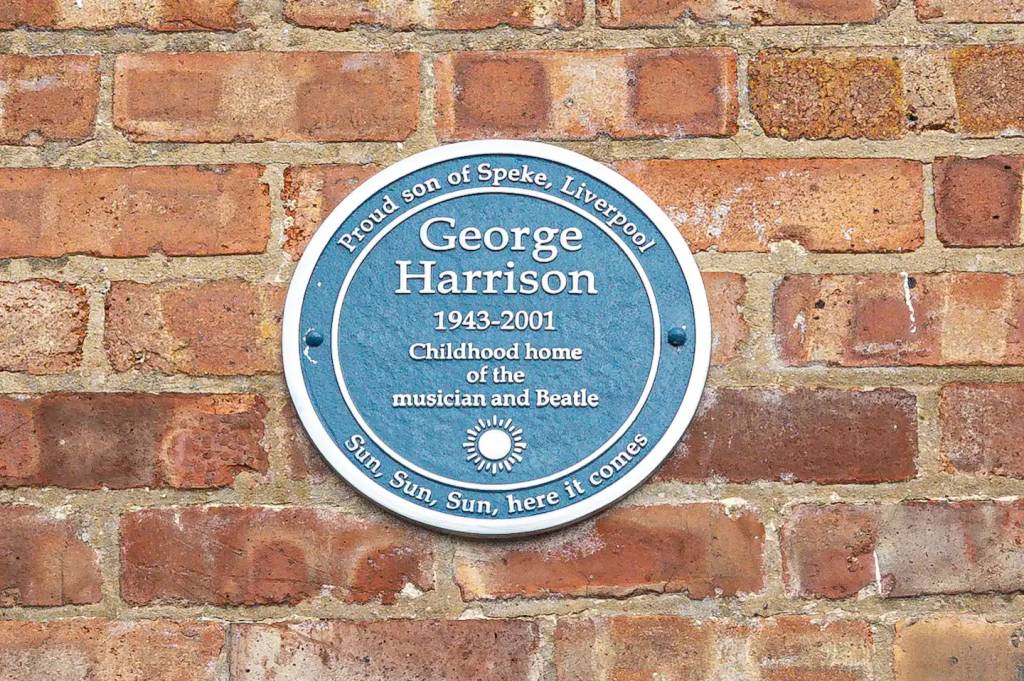 Proud son of Speke, Liverpool
George
Harrison
1943-2001
Childhood home
of the
musician and Beatle
Sun, Sun, Sun, here it comes